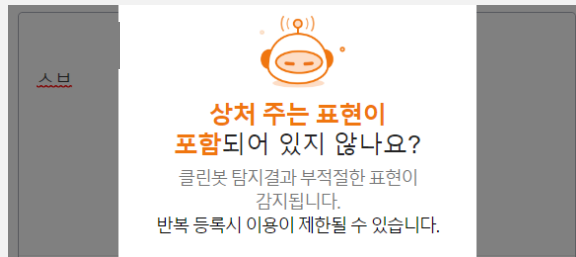 ㅅ브
상처 주는 표현이
포함되어 있지 않나요?
클린봇 탐지결과 부적절한 표현이
감지됩니다.
반복 등록시 이용이 제한될 수 있습니다.